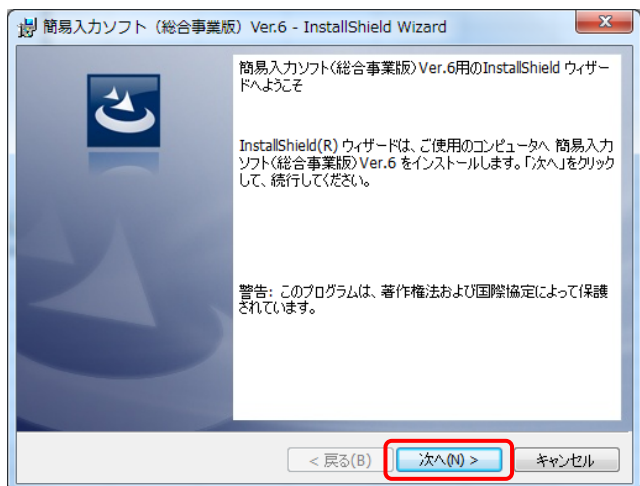 簡易入力ソフト（総合事業版）Ver.6 - InstallShield Wizard
簡易入力ソフト(総合事業版)Ver.6用のInstallShield ウィザー
ドへようこそ
InstallShield(R) ウィザードは、ご使用のコンピュータへ 簡易入力
ソフト(総合事業版)Ver.6 をインストールします。「次へ」をクリック
して、続行してください。
警告: このプログラムは、著作権法および国際協定によって保護
されています。
< 戻る(B)
次へ(N) >
キャンセル